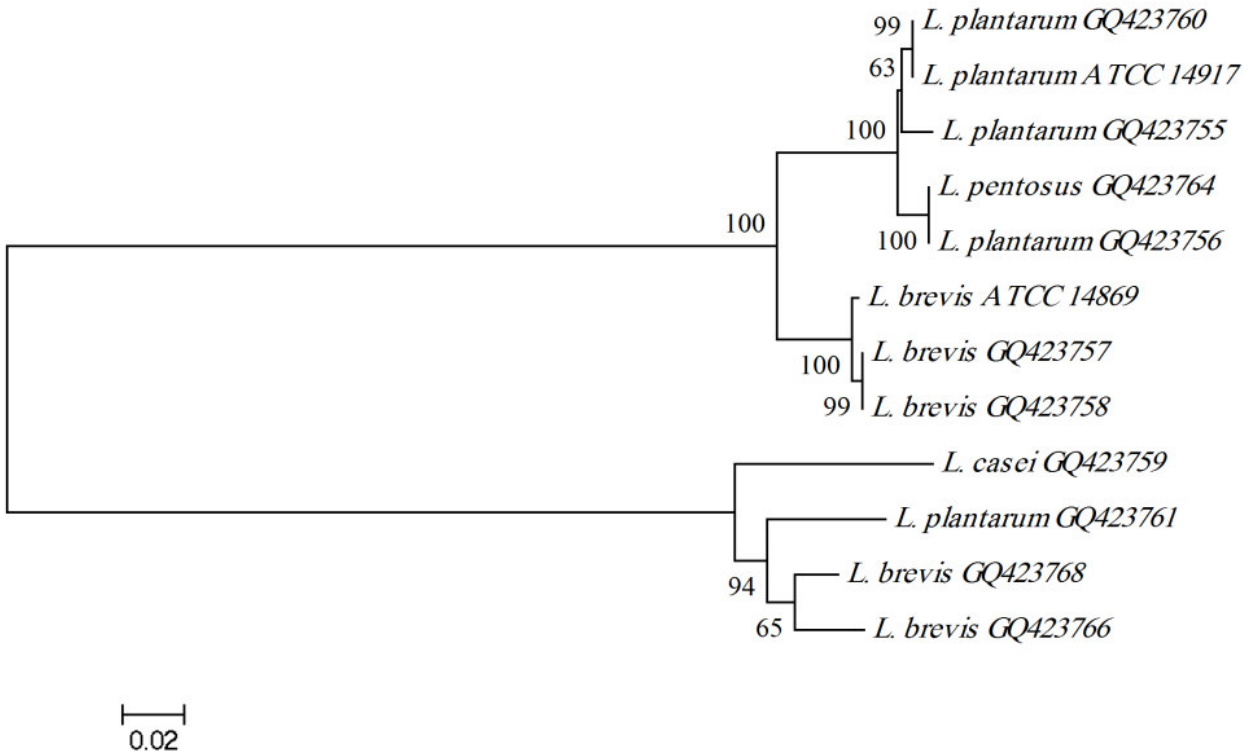 99
L. plantarum GQ423760
63
L. plantarum ATCC 14917
100
L. plantarum GQ423755
L. pentosus GQ423764
100
100
L. plantarum GQ423756
L. brevis ATCC 14869
L. brevis GQ423757
100
99
L. brevis GQ423758
L. casei GQ423759
L. plantarum GQ423761
L. brevis GQ423768
94
65
L. brevis GQ423766
0.02